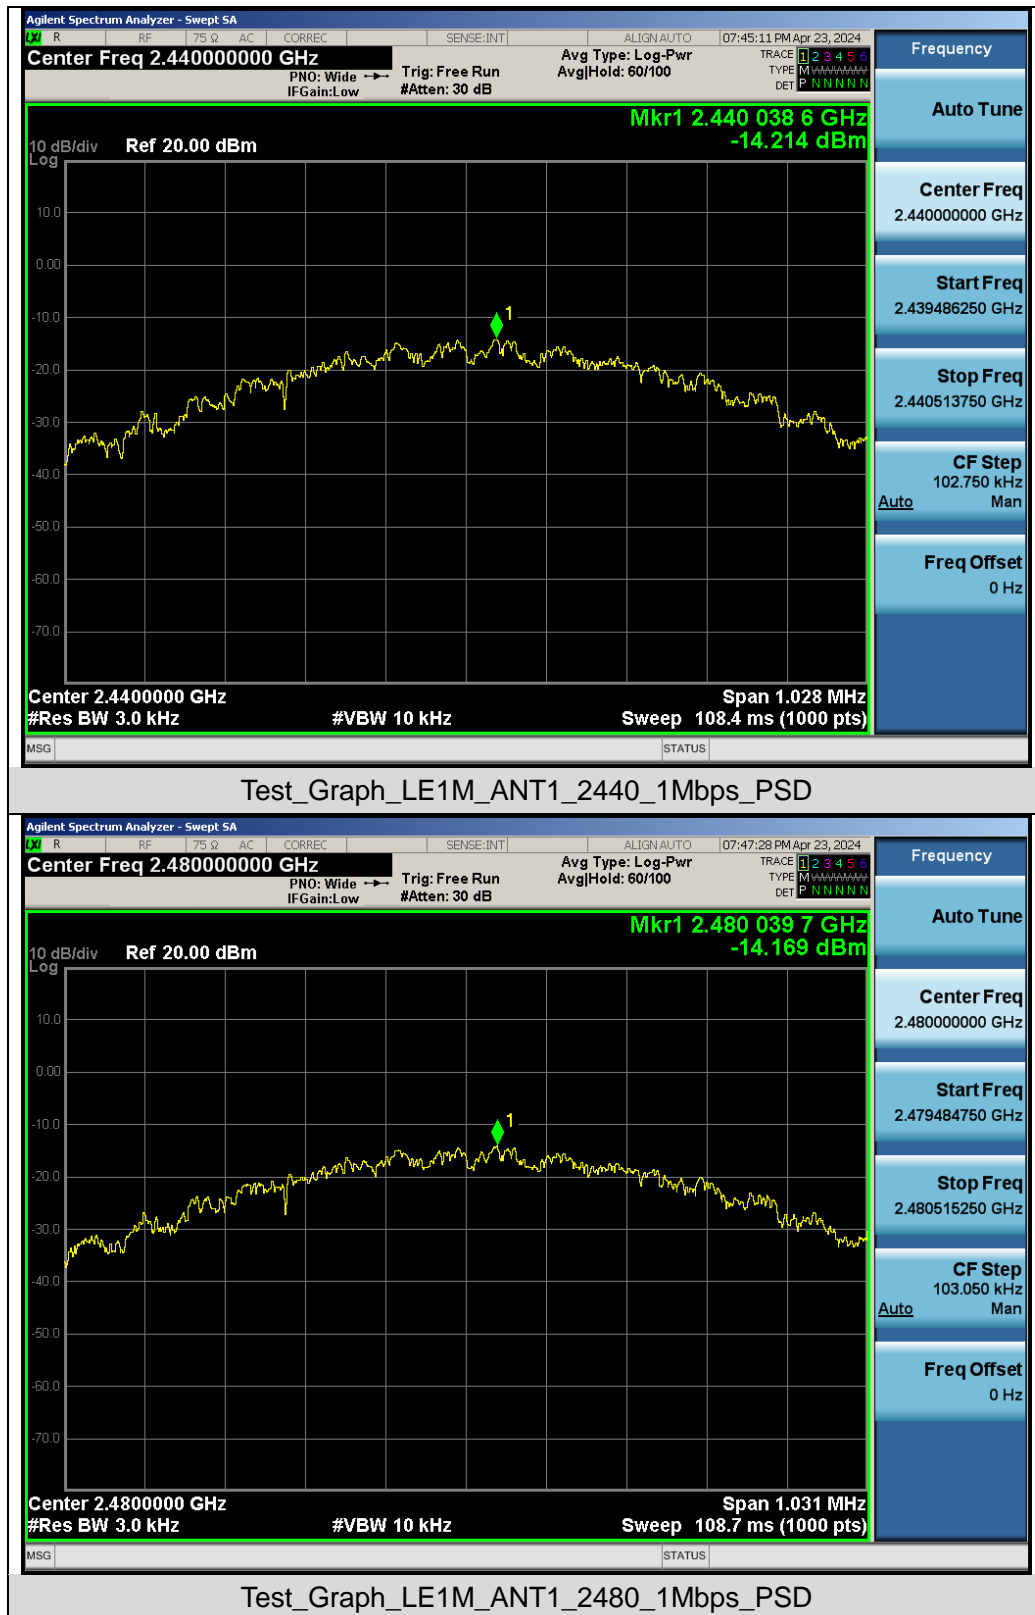 Agilent Spectrum Analyzer - Swept SA
LXI R RF 75 Ω AC CORREC SENSE:INT ALIGN AUTO 07:45:11 PM Apr 23, 2024
Center Freq 2.440000000 GHz
PNO: Wide
IFGain:Low
Trig: Free Run
#Atten: 30 dB
Avg Type: Log-Pwr
Avg|Hold: 60/100
TRACE 1 2 3 4 5 6
TYPE M
DET P N N N N N
Mkr1 2.440 038 6 GHz
-14.214 dBm
10 dB/div Ref 20.00 dBm
Log
10.0
0.00
-10.0
1
-20.0
-30.0
-40.0
-50.0
-60.0
-70.0
Center 2.4400000 GHz Span 1.028 MHz
#Res BW 3.0 kHz #VBW 10 kHz Sweep 108.4 ms (1000 pts)
MSG STATUS
Frequency
Auto Tune
Center Freq
2.440000000 GHz
Start Freq
2.439486250 GHz
Stop Freq
2.440513750 GHz
CF Step
102.750 kHz
Auto Man
Freq Offset
0 Hz
Test_Graph_LE1M_ANT1_2440_1Mbps_PSD
Agilent Spectrum Analyzer - Swept SA
LXI R RF 75 Ω AC CORREC SENSE:INT ALIGN AUTO 07:47:28 PM Apr 23, 2024
Center Freq 2.480000000 GHz
PNO: Wide
IFGain:Low
Trig: Free Run
#Atten: 30 dB
Avg Type: Log-Pwr
Avg|Hold: 60/100
TRACE 1 2 3 4 5 6
TYPE M
DET P N N N N N
Mkr1 2.480 039 7 GHz
-14.169 dBm
10 dB/div Ref 20.00 dBm
Log
10.0
0.00
-10.0
1
-20.0
-30.0
-40.0
-50.0
-60.0
-70.0
Center 2.4800000 GHz Span 1.031 MHz
#Res BW 3.0 kHz #VBW 10 kHz Sweep 108.7 ms (1000 pts)
MSG STATUS
Frequency
Auto Tune
Center Freq
2.480000000 GHz
Start Freq
2.479484750 GHz
Stop Freq
2.480515250 GHz
CF Step
103.050 kHz
Auto Man
Freq Offset
0 Hz
Test_Graph_LE1M_ANT1_2480_1Mbps_PSD